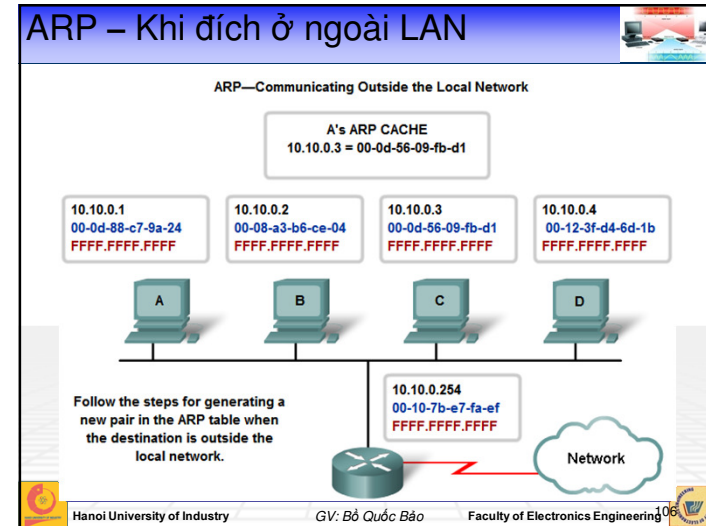 ARP – Khi đích ở ngoài LAN
ARP—Communicating Outside the Local Network
A's ARP CACHE
10.10.0.3 = 00-0d-56-09-fb-d1
10.10.0.1
00-0d-88-c7-9a-24
FFFF.FFFF.FFFF
10.10.0.2
00-08-a3-b6-ce-04
FFFF.FFFF.FFFF
10.10.0.3
00-0d-56-09-fb-d1
FFFF.FFFF.FFFF
10.10.0.4
00-12-3f-d4-6d-1b
FFFF.FFFF.FFFF
A
B
C
D
Follow the steps for generating a
new pair in the ARP table when
the destination is outside the
local network.
10.10.0.254
00-10-7b-e7-fa-ef
FFFF.FFFF.FFFF
Network
Hanoi University of Industry
GV: Bồ Quốc Bảo
Faculty of Electronics Engineering
106